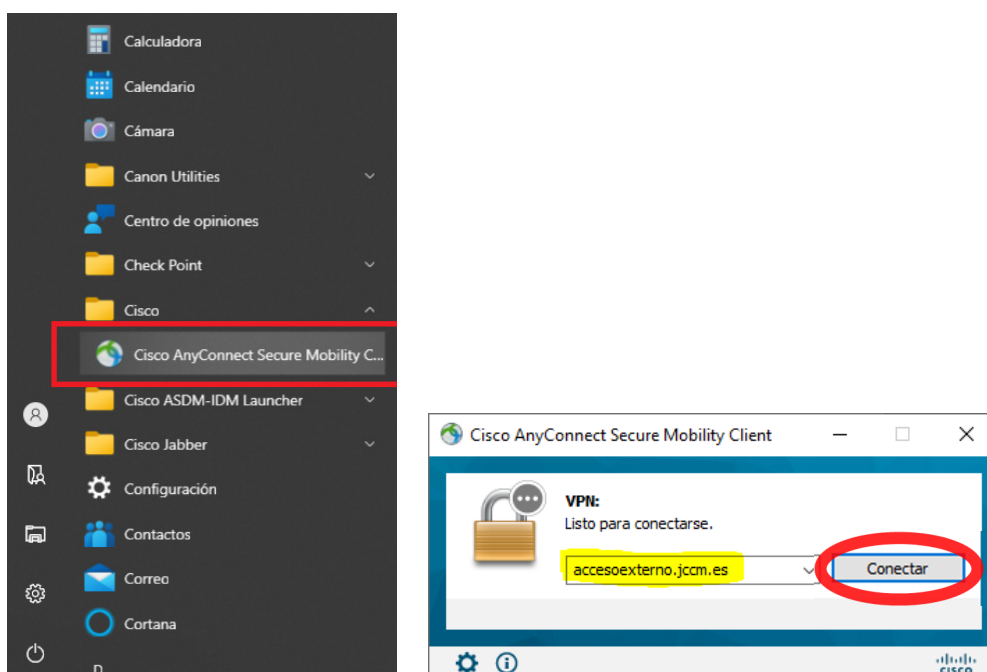 Calculadora
Calendario
Cámara
Canon Utilities
Centro de opiniones
Check Point
Cisco
Cisco AnyConnect Secure Mobility C...
Cisco ASDM-IDM Launcher
Cisco Jabber
Configuración
Contactos
Correo
Cortana
D
Cisco AnyConnect Secure Mobility Client
VPN:
Listo para conectarse.
accesoexterno.jccm.es
Conectar
CISCO